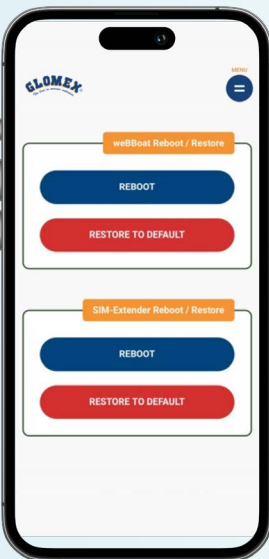 GLOMEX
MENU
weBBoat Reboot / Restore
REBOOT
RESTORE TO DEFAULT
SIM-Extender Reboot / Restore
REBOOT
RESTORE TO DEFAULT